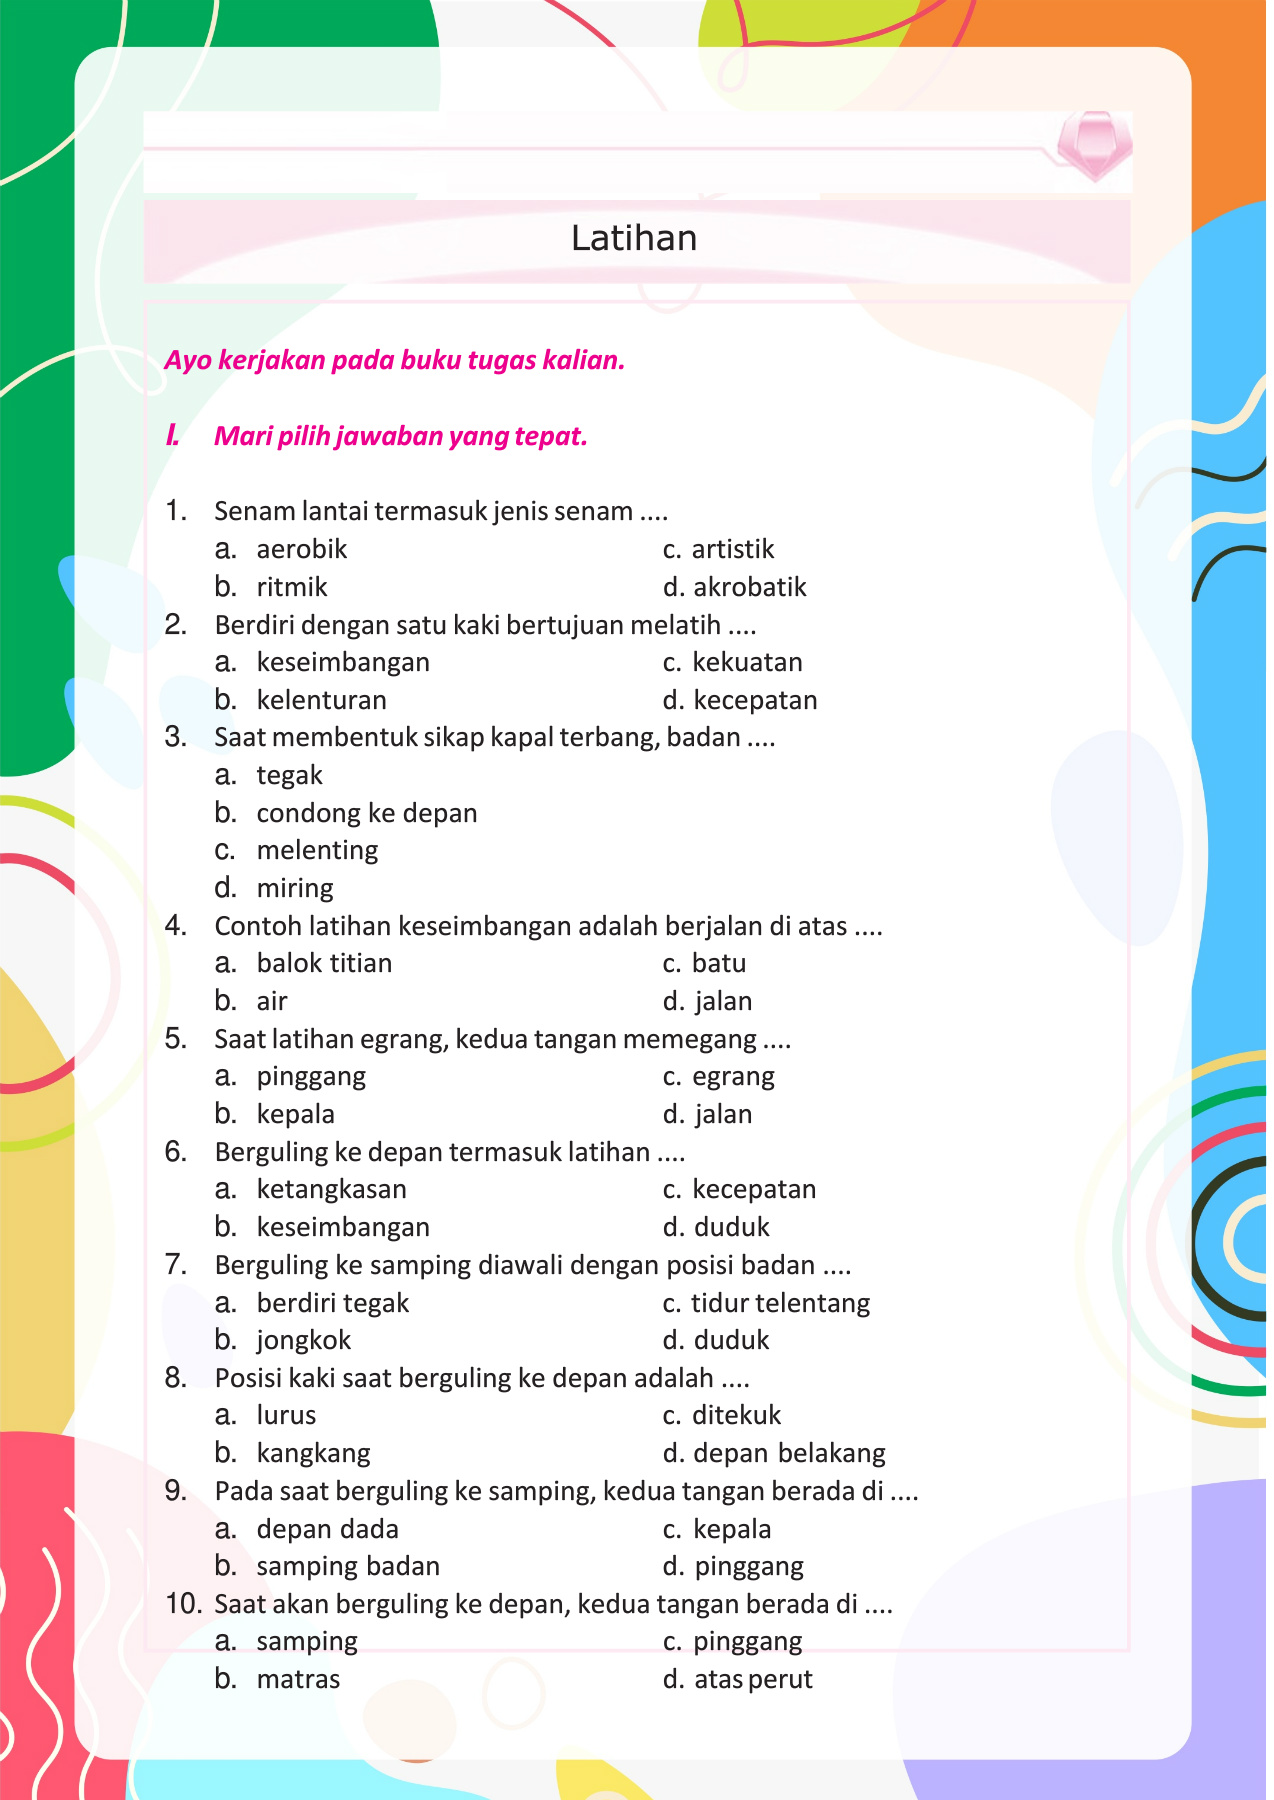 Latihan
Ayo kerjakan pada buku tugas kalian.
I. Mari pilih jawaban yang tepat.
1. Senam lantai termasuk jenis senam ....
a. aerobik c. artistik
b. ritmik d. akrobatik
2. Berdiri dengan satu kaki bertujuan melatih ....
a. keseimbangan c. kekuatan
b. kelenturan d. kecepatan
3. Saat membentuk sikap kapal terbang, badan ....
a. tegak
b. condong ke depan
c. melenting
d. miring
4. Contoh latihan keseimbangan adalah berjalan di atas ....
a. balok titian c. batu
b. air d. jalan
5. Saat latihan egrang, kedua tangan memegang ....
a. pinggang c. egrang
b. kepala d. jalan
6. Berguling ke depan termasuk latihan ....
a. ketangkasan c. kecepatan
b. keseimbangan d. duduk
7. Berguling ke samping diawali dengan posisi badan ....
a. berdiri tegak c. tidur telentang
b. jongkok d. duduk
8. Posisi kaki saat berguling ke depan adalah ....
a. lurus c. ditekuk
b. kangkang d. depan belakang
9. Pada saat berguling ke samping, kedua tangan berada di ....
a. depan dada c. kepala
b. samping badan d. pinggang
10. Saat akan berguling ke depan, kedua tangan berada di ....
a. samping c. pinggang
b. matras d. atas perut